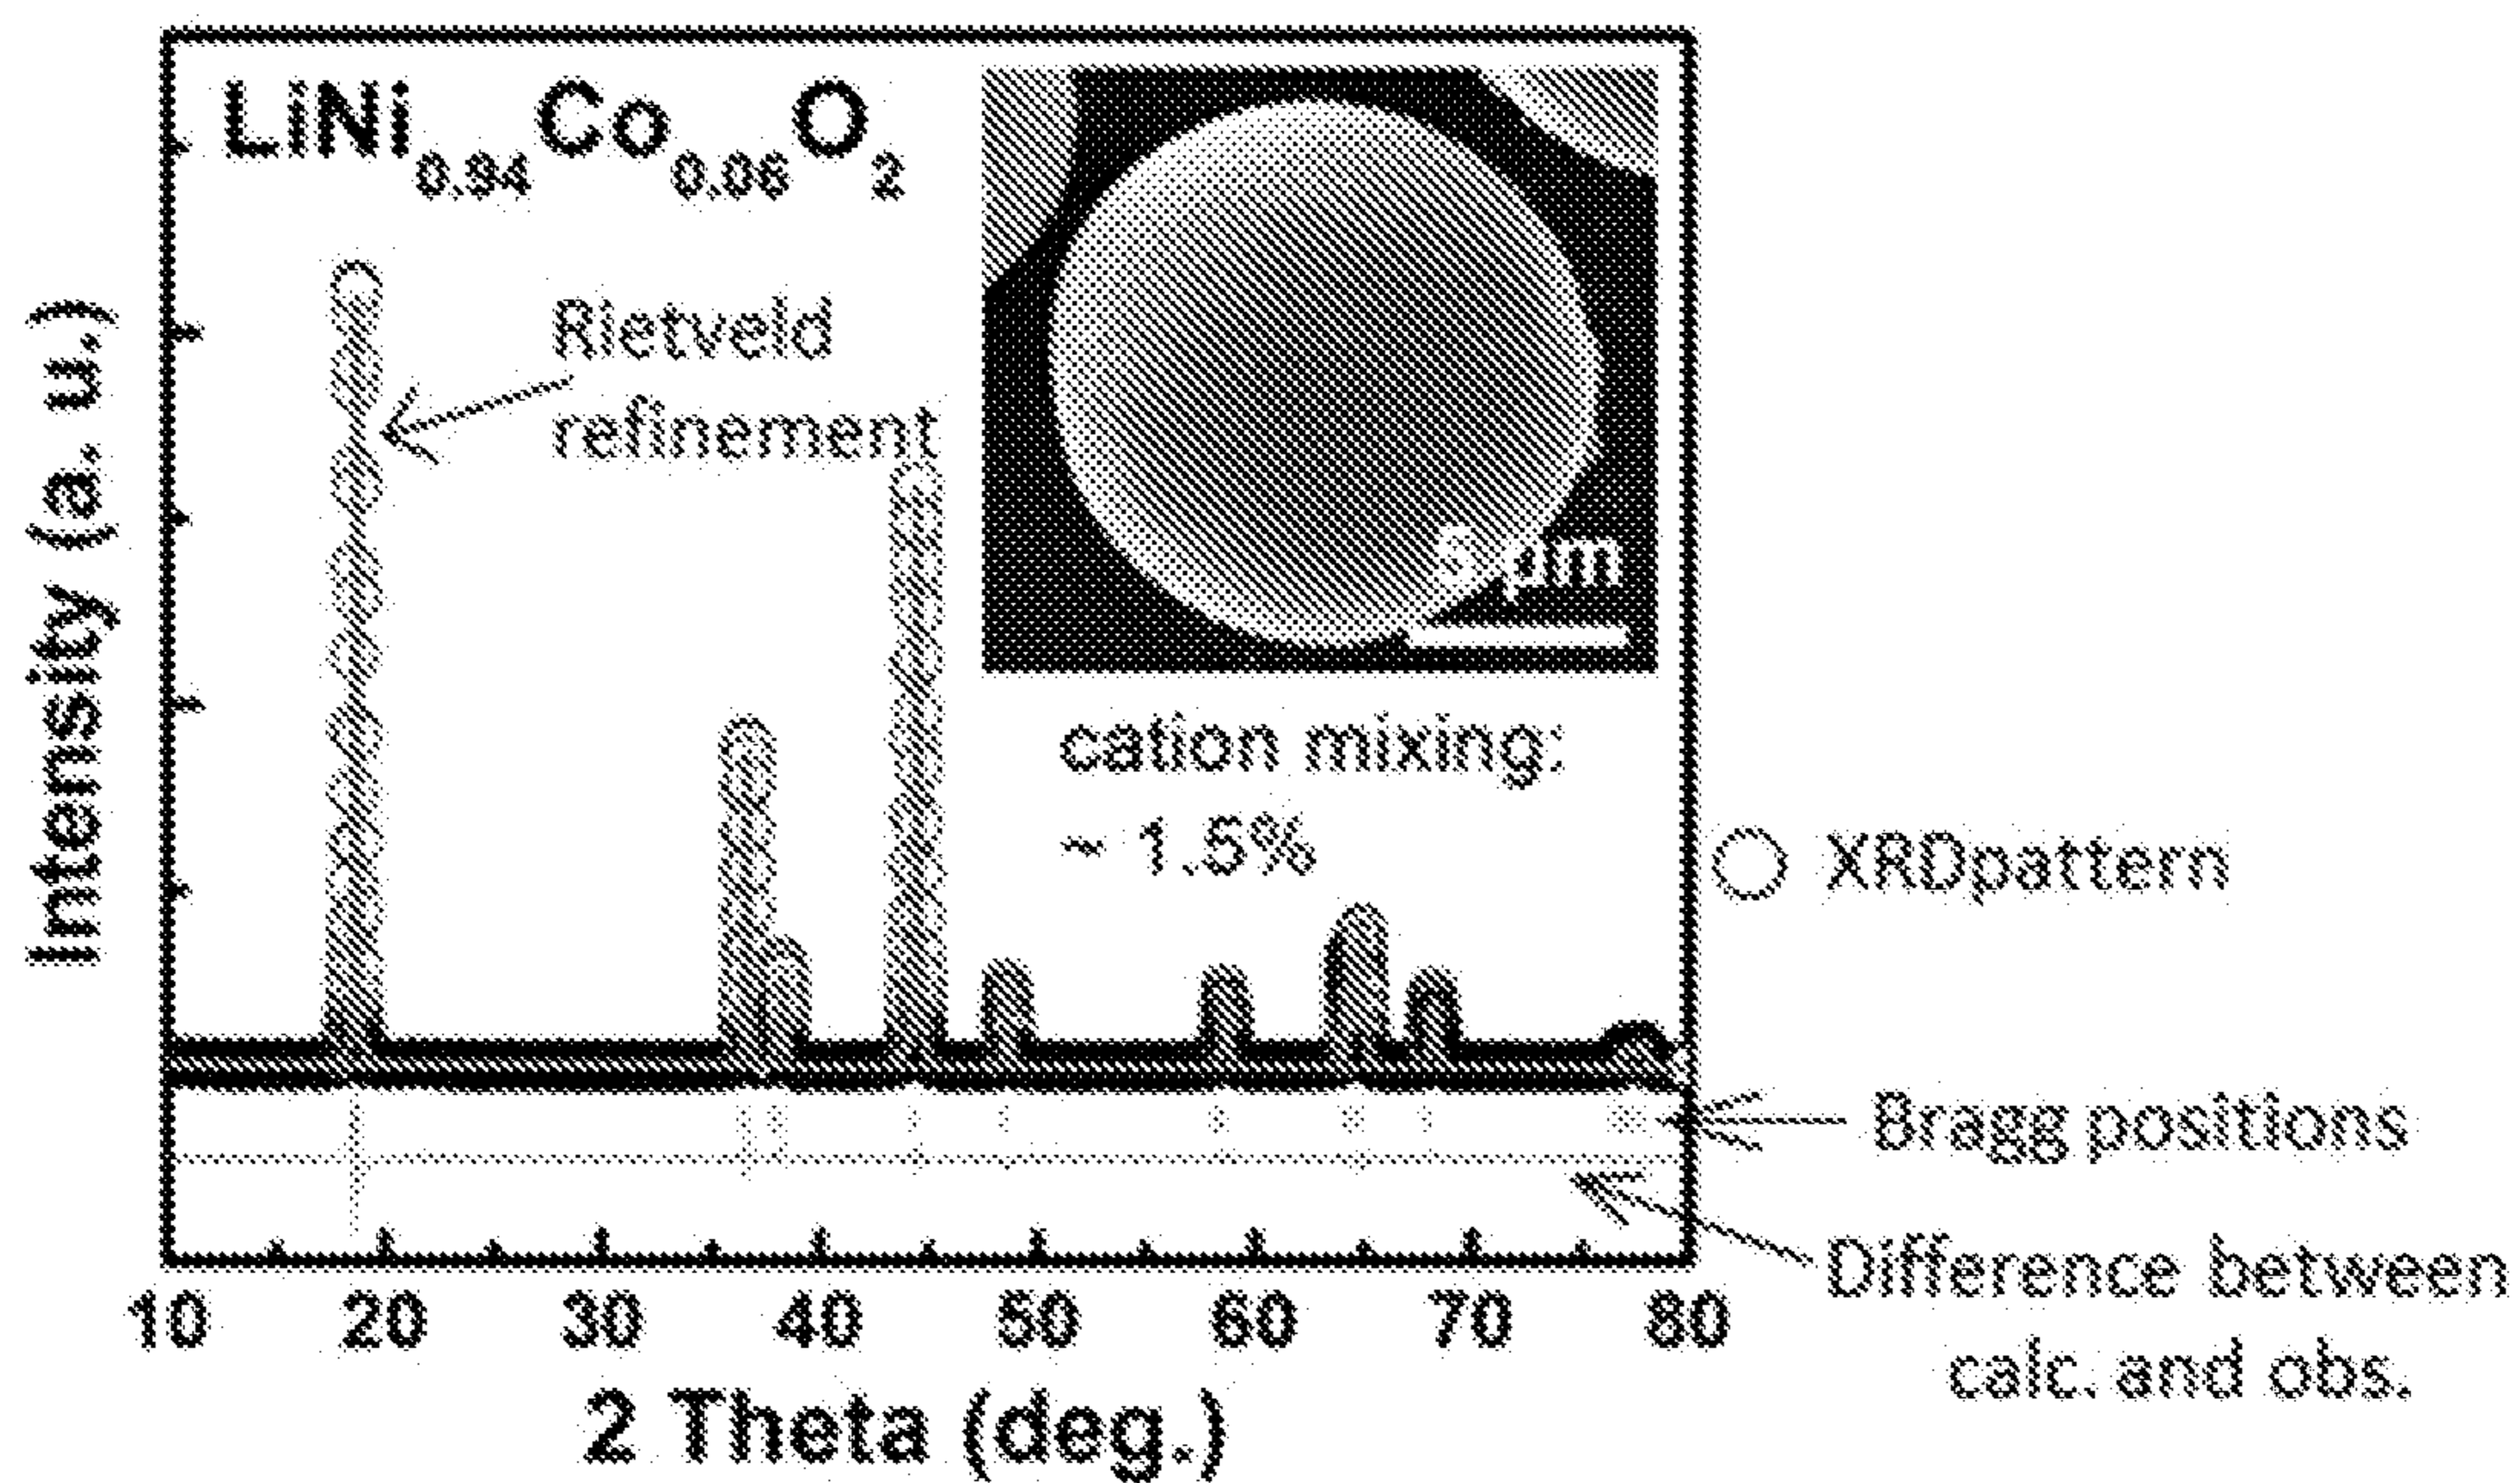 LiNi0.94Co0.06O2
Rietveld
refinement
5 μm
cation mixing:
~ 1.5%
XRDpattern
Bragg positions
Difference between
calc. and obs.
Intensity (a. u.)
10 20 30 40 50 60 70 80
2 Theta (deg.)